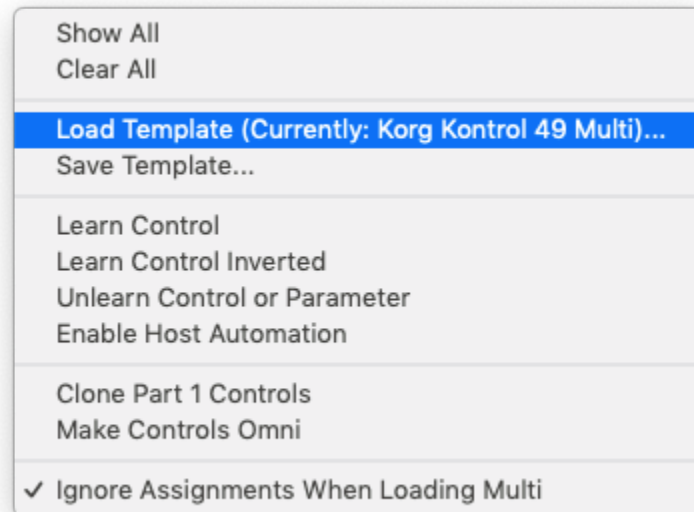 Show All
Clear All
Load Template (Currently: Korg Kontrol 49 Multi)...
Save Template...
Learn Control
Learn Control Inverted
Unlearn Control or Parameter
Enable Host Automation
Clone Part 1 Controls
Make Controls Omni
✓ Ignore Assignments When Loading Multi